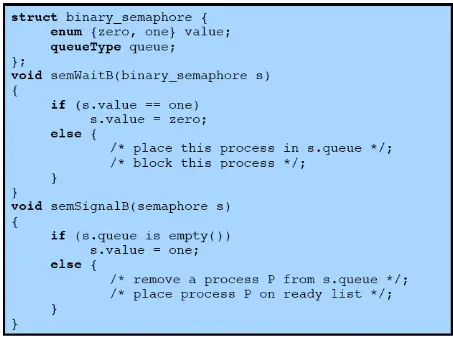 struct binary_semaphore {
     enum {zero, one} value;
     queueType queue;
};
void semWaitB(binary_semaphore s)
{
     if (s.value == one)
          s.value = zero;
     else {
            /* place this process in s.queue */;
            /* block this process */;
     }
}
void semSignalB(semaphore s)
{
     if (s.queue is empty())
          s.value = one;
     else {
            /* remove a process P from s.queue */;
            /* place process P on ready list */;
     }
}